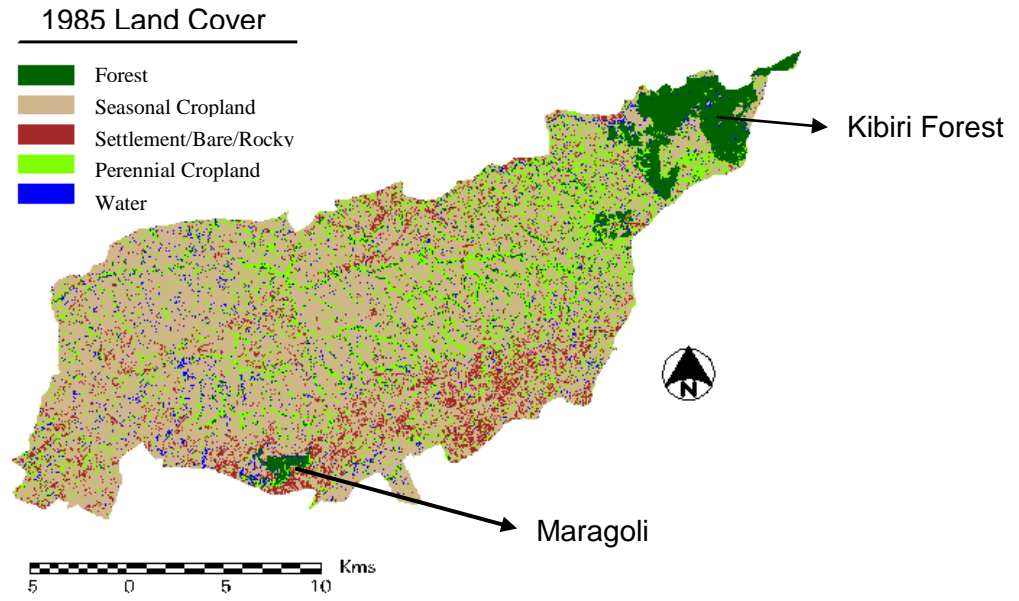 1985 Land Cover
Forest
Seasonal Cropland
Settlement/Bare/Rocky
Perennial Cropland
Water
Kibiri Forest
N
Maragoli
Kms
5 0 5 10